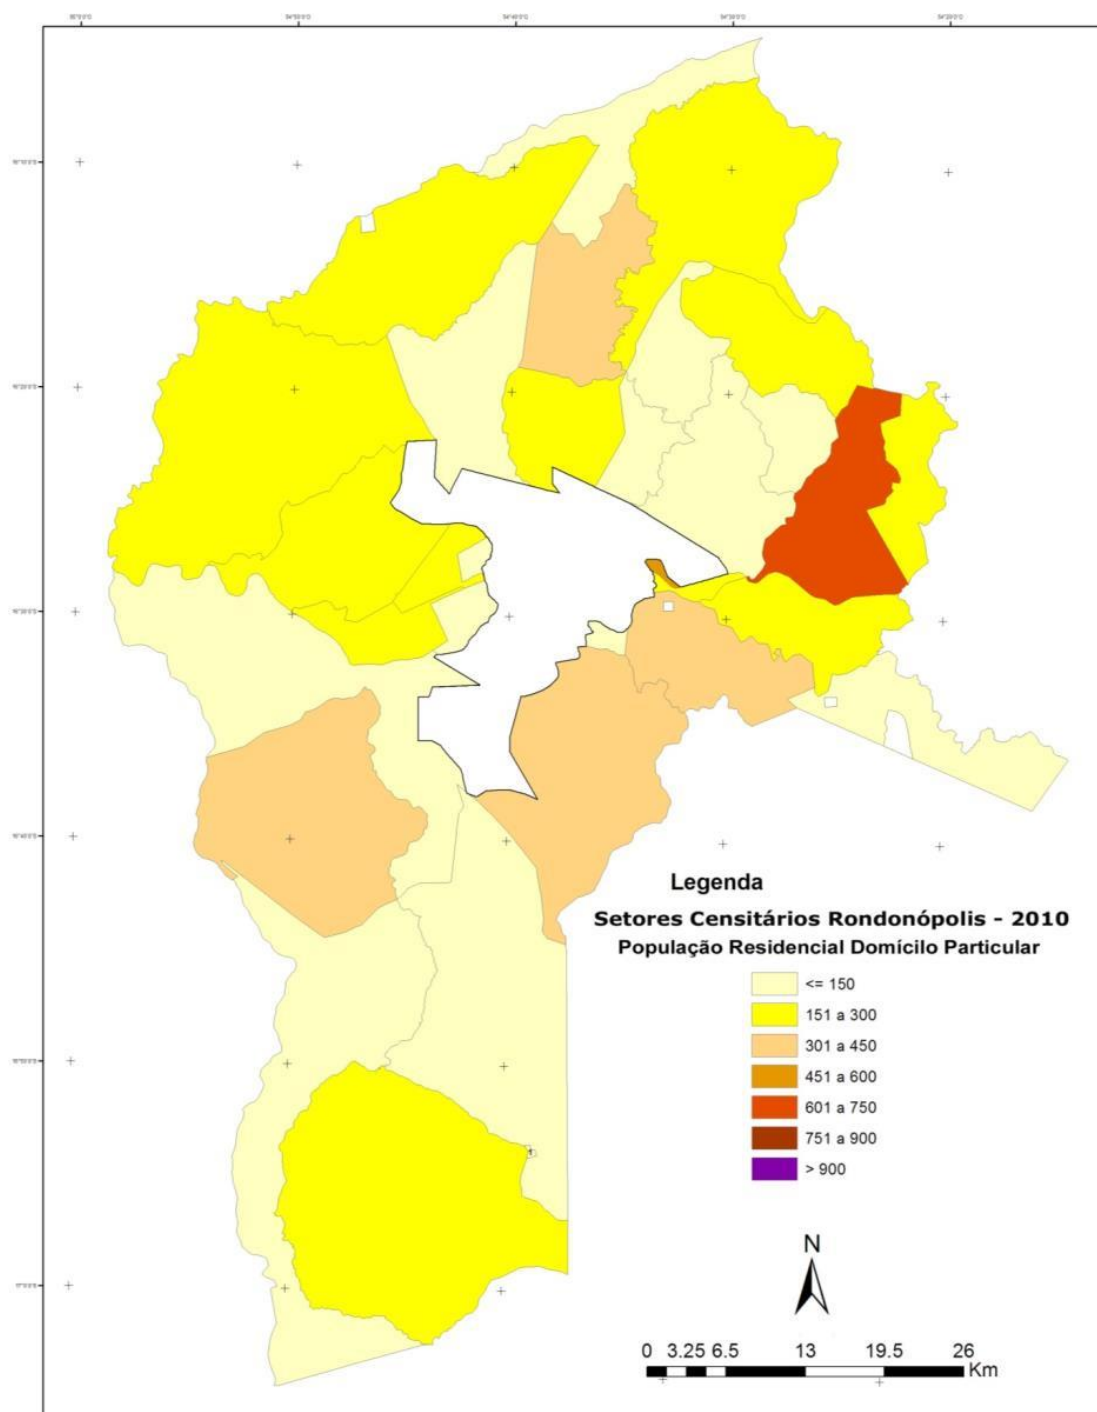 Legenda
Setores Censitários Rondonópolis - 2010
População Residencial Domícilo Particular
<= 150
151 a 300
301 a 450
451 a 600
601 a 750
751 a 900
> 900
N
0 3.25 6.5 13 19.5 26
Km